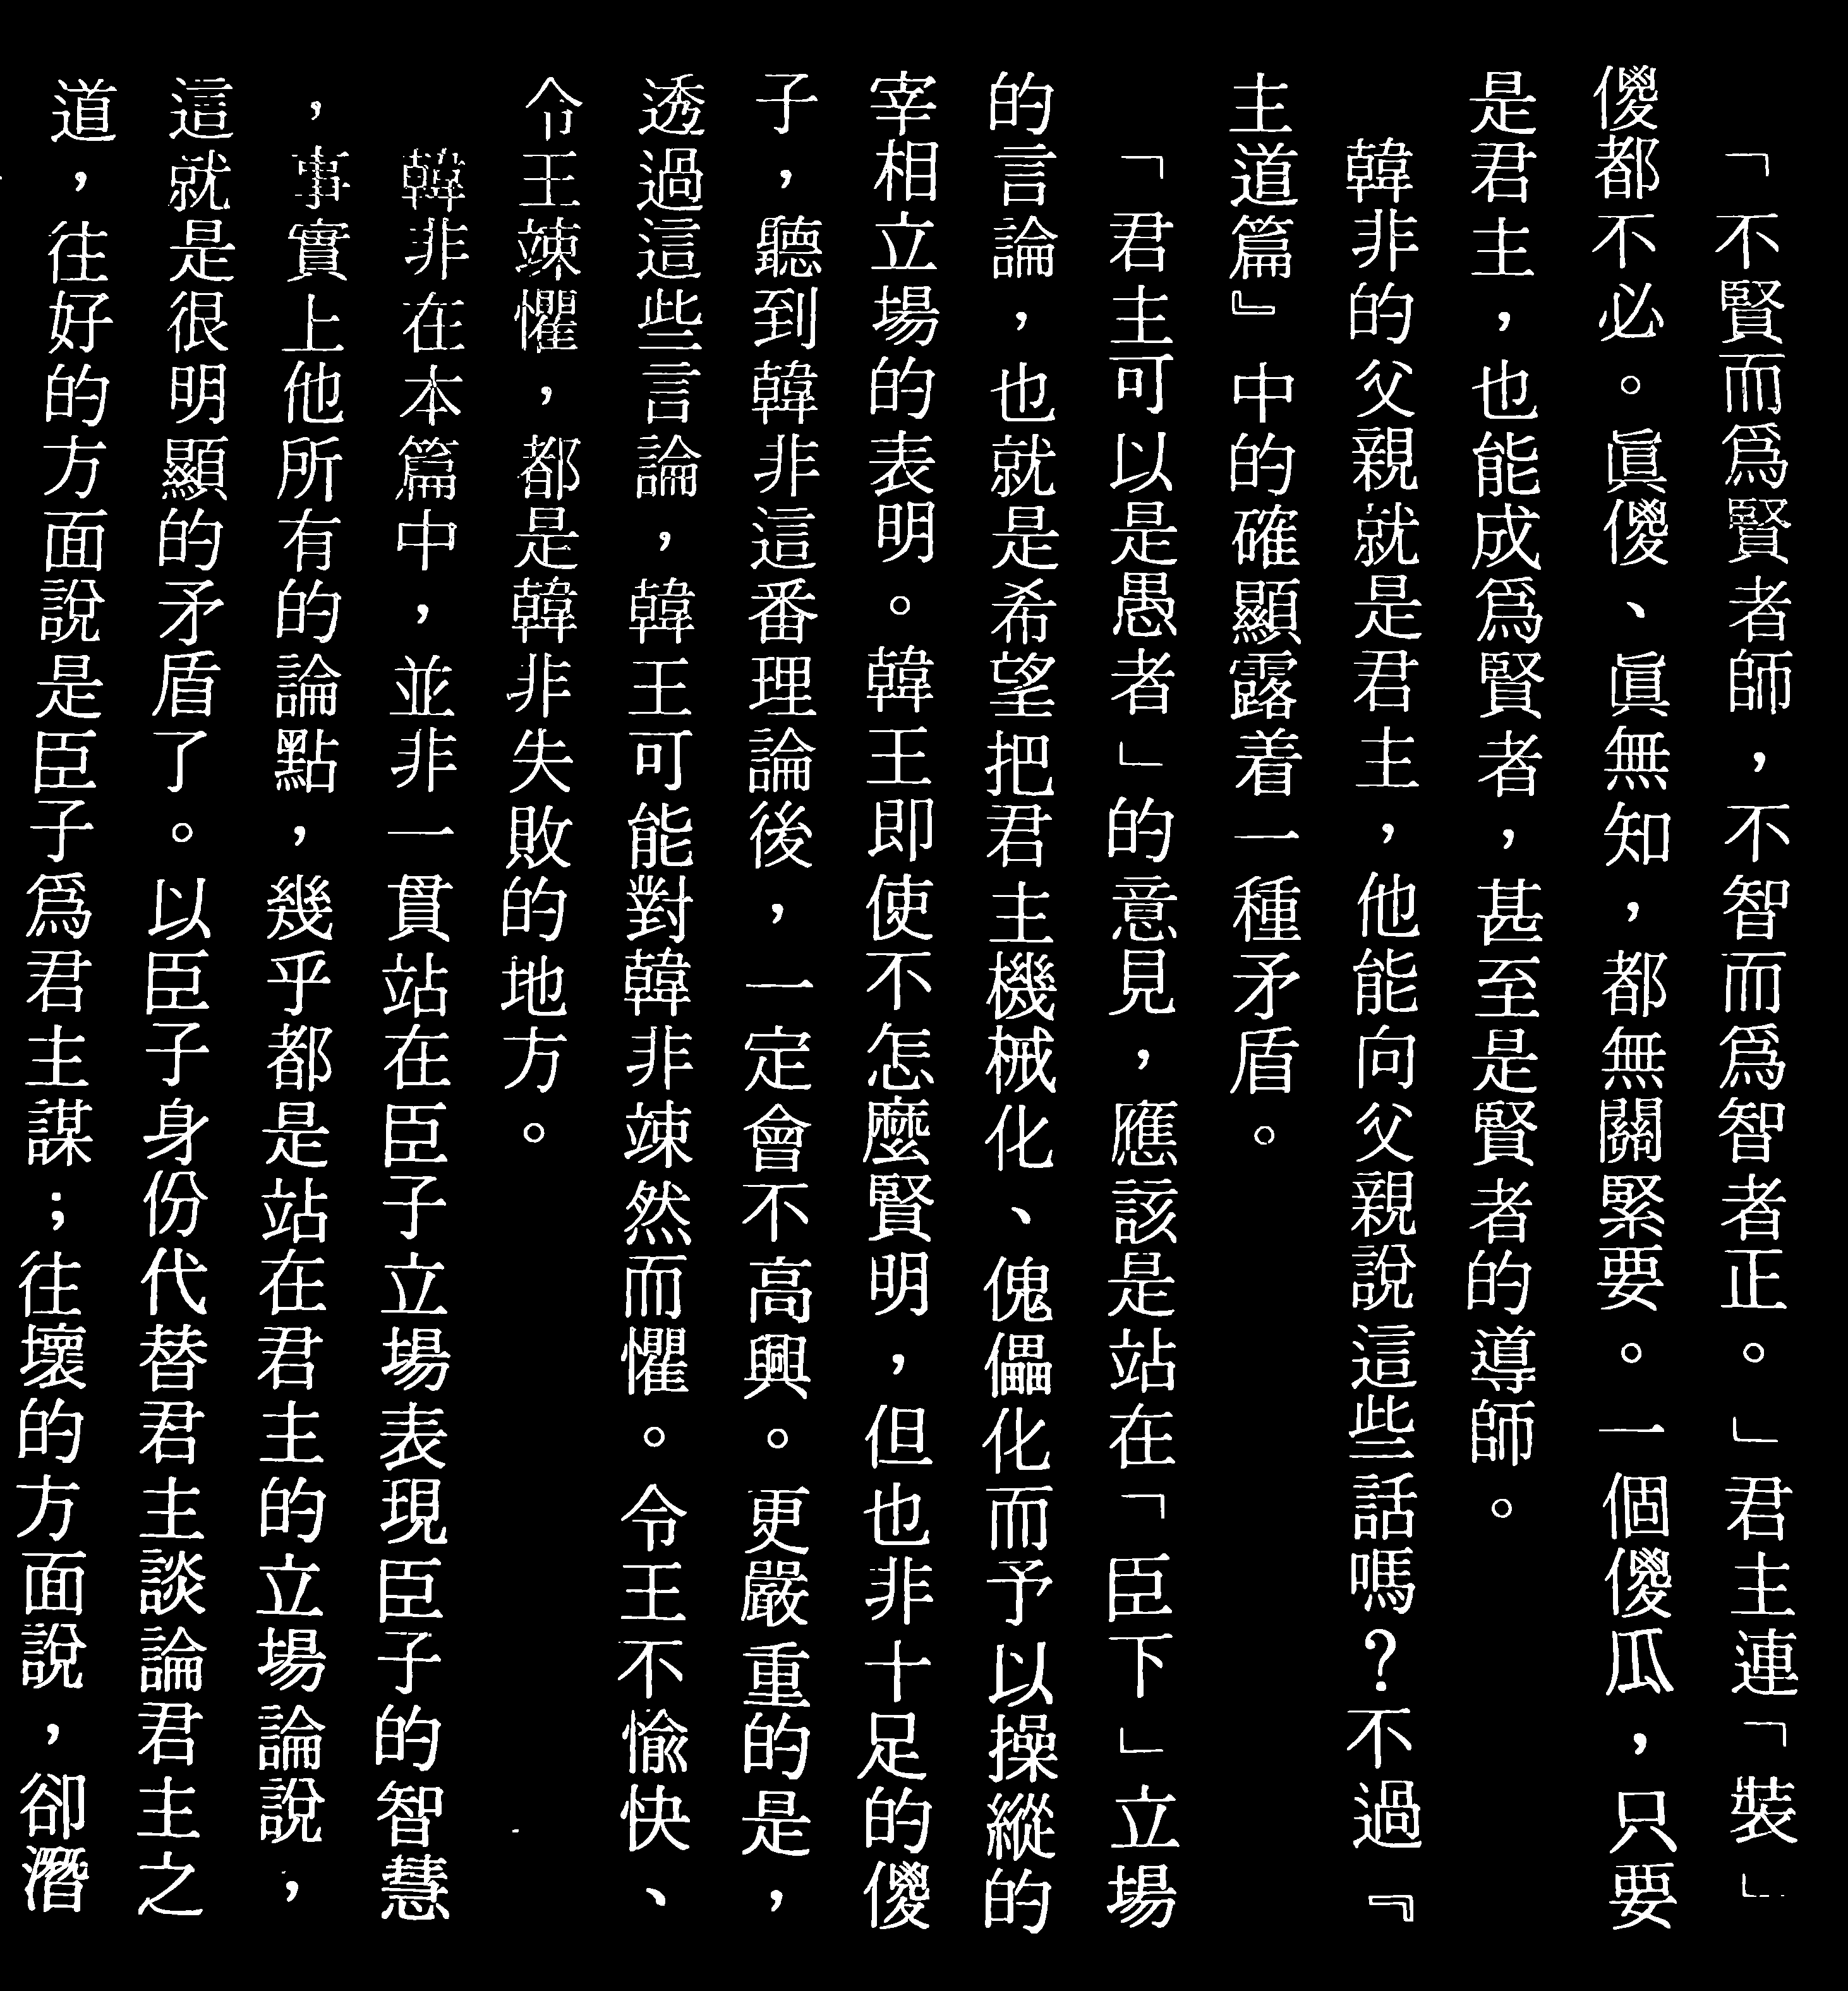 「不賢而爲賢者師，不智而爲智者正。」君主連「裝」
傻都不必。眞傻、眞無知，都無關緊要。一個傻瓜，只要
是君主，也能成爲賢者，甚至是賢者的導師。
韓非的父親就是君主，他能向父親說這些話嗎？不過『
主道篇』中的確顯露着一種矛盾。
「君主可以是愚者」的意見，應該是站在「臣下」立場
的言論，也就是希望把君主機械化、傀儡化而予以操縱的
宰相立場的表明。韓王即使不怎麼賢明，但也非十足的傻
子，聽到韓非這番理論後，一定會不高興。更嚴重的是，
透過這些言論，韓王可能對韓非竦然而懼。令王不愉快、
令王竦懼，都是韓非失敗的地方。
韓非在本篇中，並非一貫站在臣子立場表現臣子的智慧
，事實上他所有的論點，幾乎都是站在君主的立場論說，
這就是很明顯的矛盾了。以臣子身份代替君主談論君主之
道，往好的方面說是臣子爲君主謀；往壞的方面說，卻潛